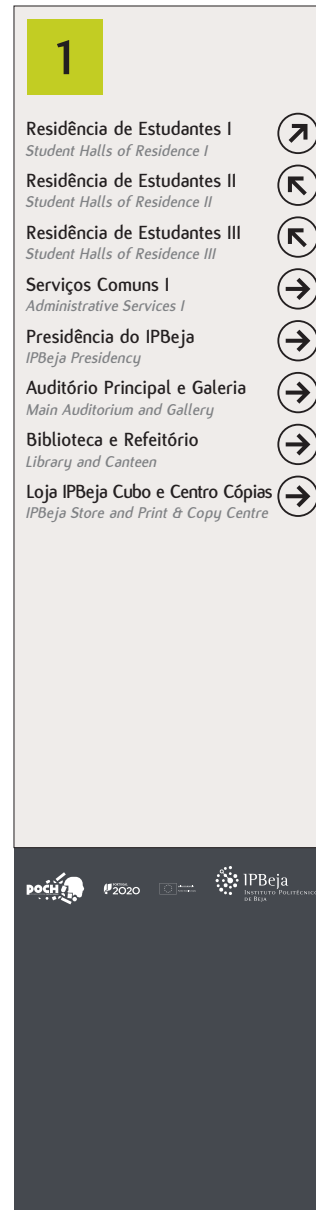 1
Residência de Estudantes I
Student Halls of Residence I
Residência de Estudantes II
Student Halls of Residence II
Residência de Estudantes III
Student Halls of Residence III
Serviços Comuns I
Administrative Services I
Presidência do IPBeja
IPBeja Presidency
Auditório Principal e Galeria
Main Auditorium and Gallery
Biblioteca e Refeitório
Library and Canteen
Loja IPBeja Cubo e Centro Cópias
IPBeja Store and Print & Copy Centre
POCH
PORTUGAL
2020
IPBeja
Instituto Politécnico
de Beja